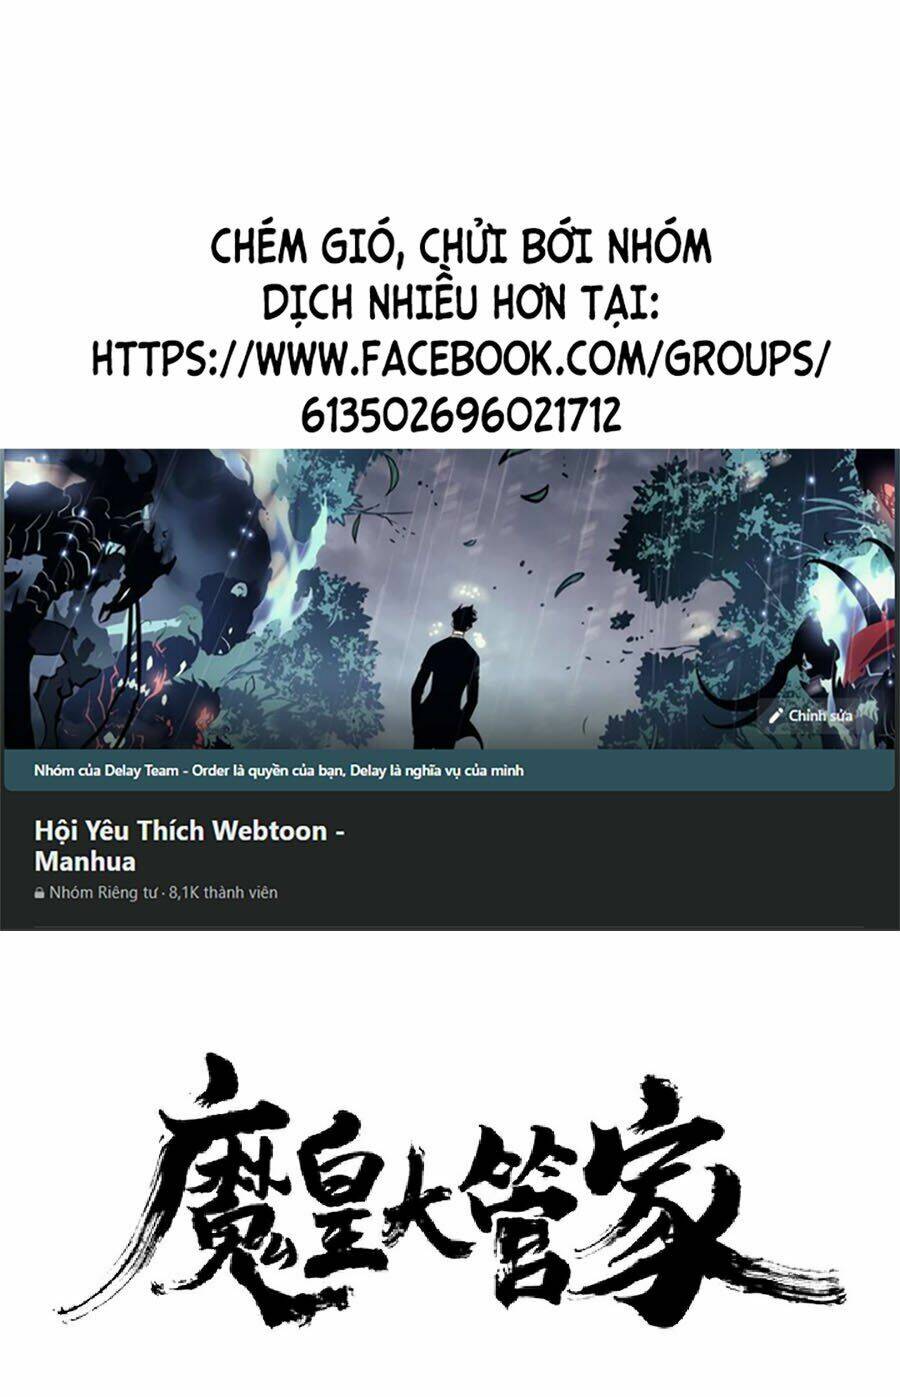 CHÉM GIÓ, CHỬI BỚI NHÓM
DỊCH NHIỀU HƠN TẠI:
HTTPS://WWW.FACEBOOK.COM/GROUPS/
613502696021712
Chỉnh sửa
Nhóm của Delay Team - Order là quyền của bạn, Delay là nghĩa vụ của mình
Hội Yêu Thích Webtoon -
Manhua
Nhóm Riêng tư · 8,1K thành viên
魔皇大管家